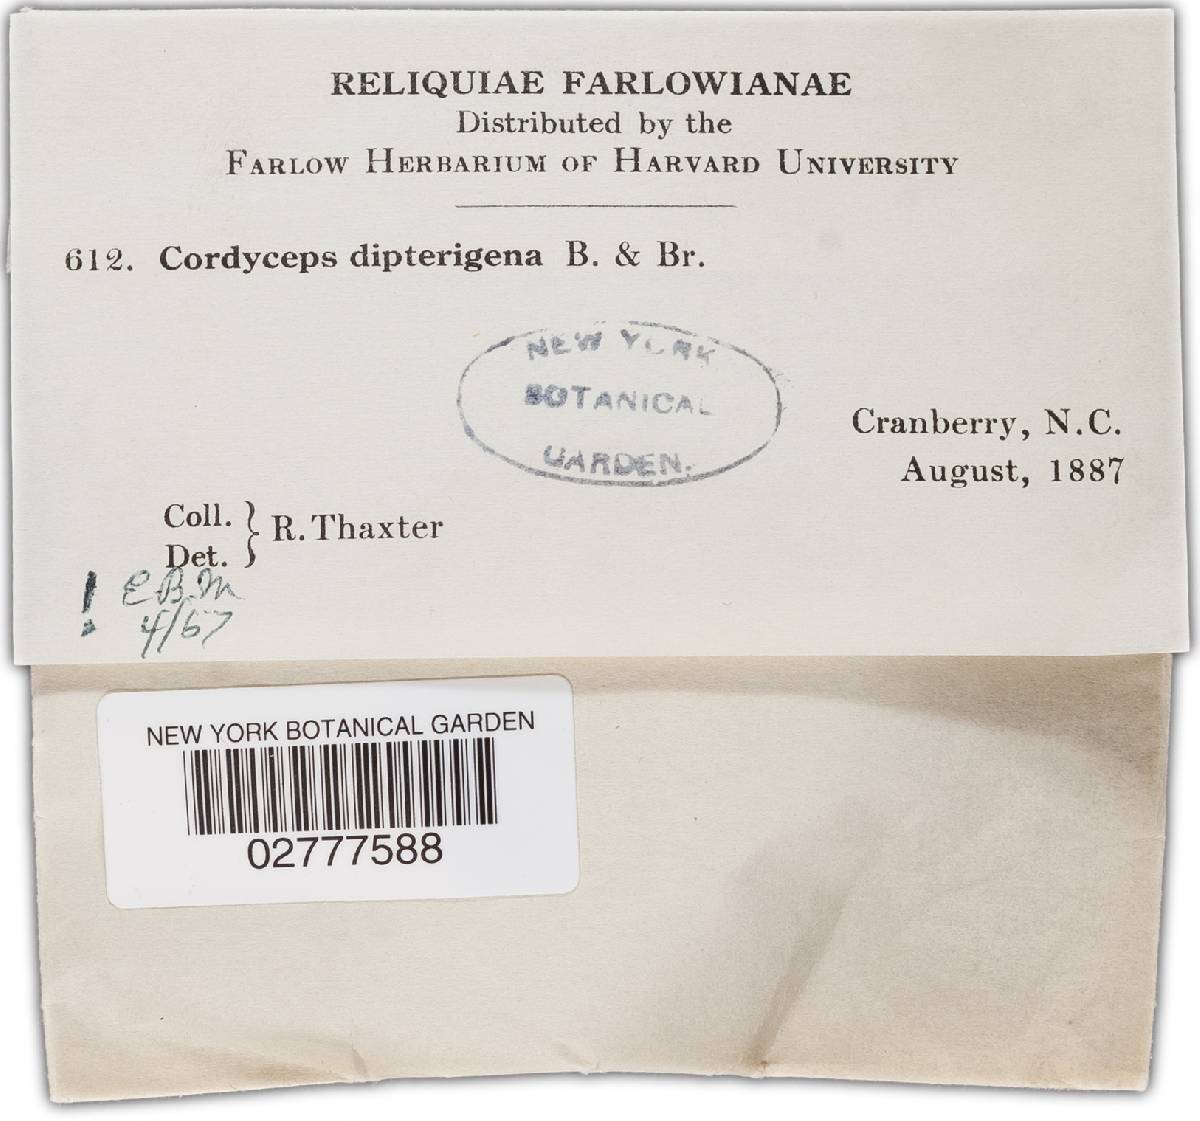 RELIQUIAE FARLOWIANAE
Distributed by the
FARLOW HERBARIUM OF HARVARD UNIVERSITY
612. Cordyceps dipterigena B. & Br.
NEW YORK
BOTANICAL
GARDEN.
Cranberry, N.C.
August, 1887
Coll.
Det. } R. Thaxter
! EBM
4/67
NEW YORK BOTANICAL GARDEN
02777588